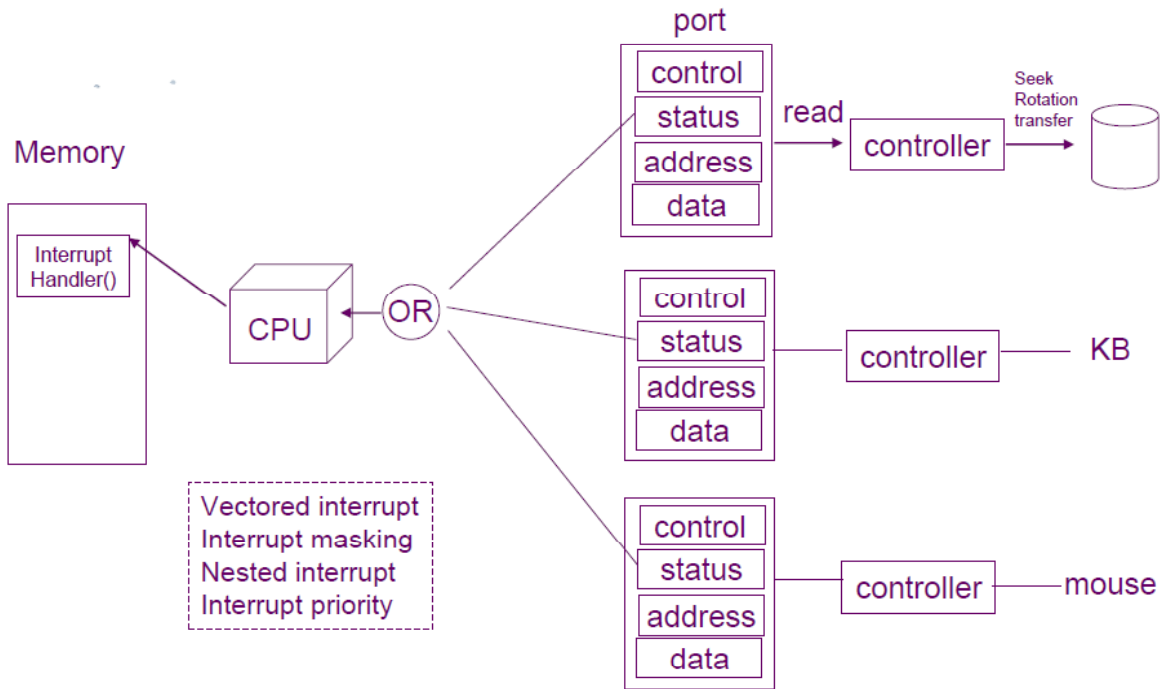 port
control
status
address
data
read
controller
Seek
Rotation
transfer
Memory
Interrupt
Handler()
CPU
OR
control
status
address
data
controller
KB
Vectored interrupt
Interrupt masking
Nested interrupt
Interrupt priority
control
status
address
data
controller
mouse